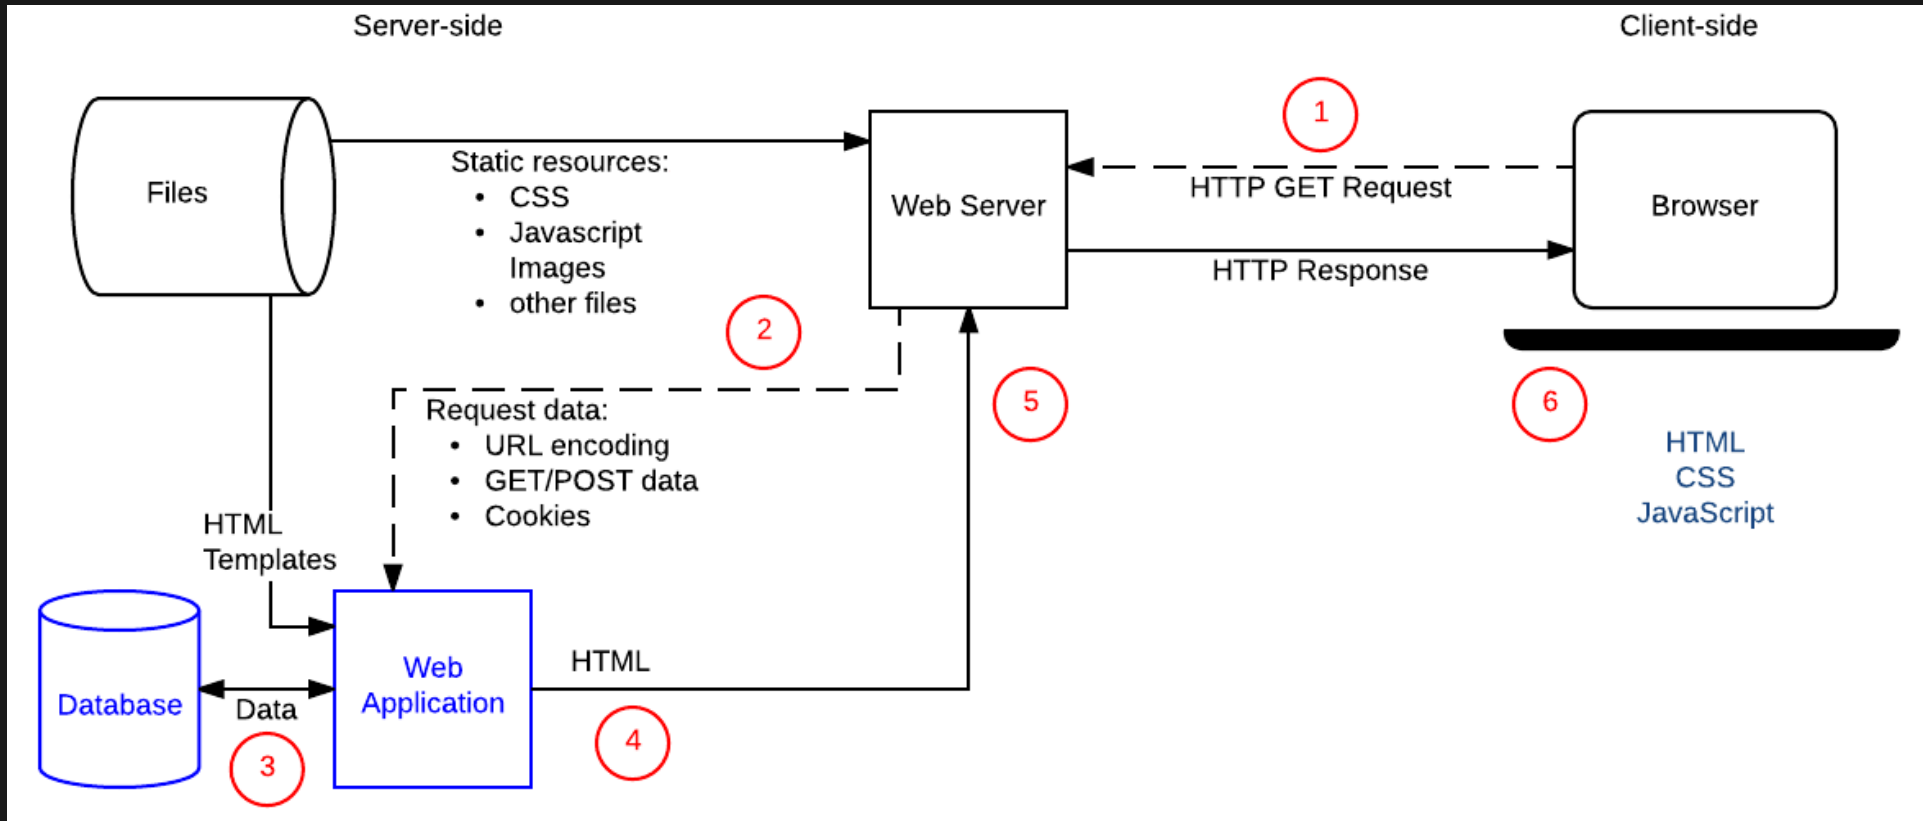 Server-side
Client-side
1
Files
Static resources:
• CSS
• Javascript
Images
• other files
Web Server
HTTP GET Request
Browser
HTTP Response
2
5
6
Request data:
• URL encoding
• GET/POST data
• Cookies
HTML
CSS
JavaScript
HTML
Templates
Database
Data
3
Web
Application
HTML
4